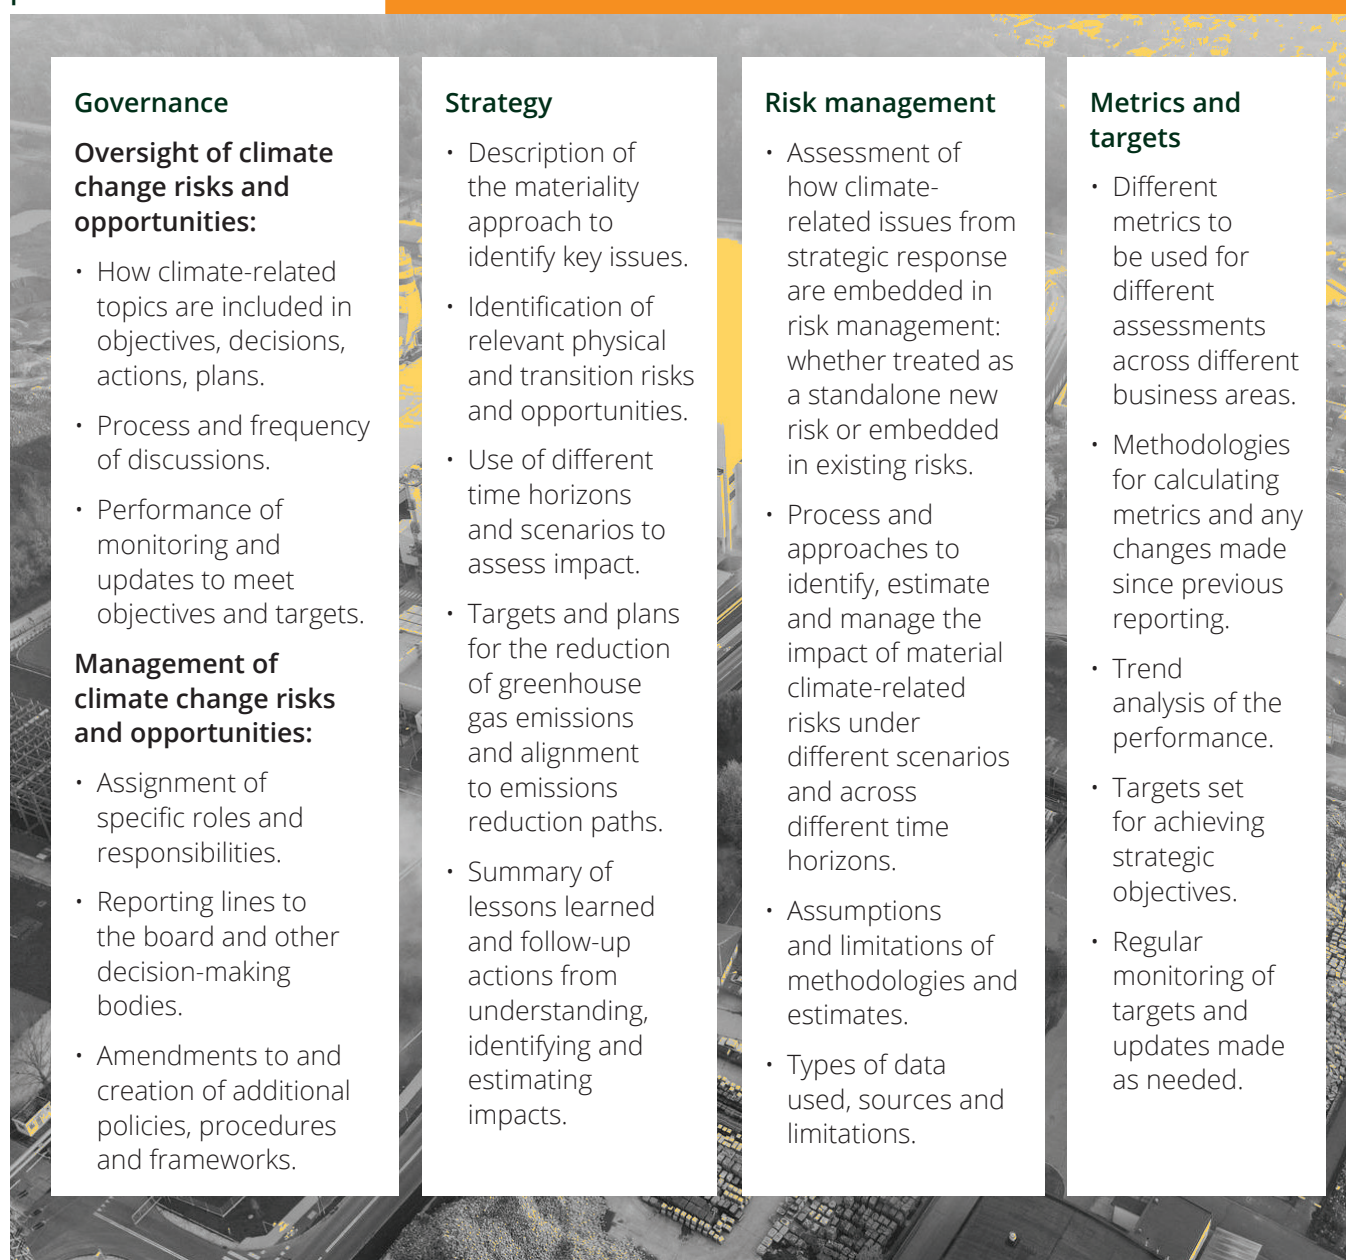 Governance
Oversight of climate
change risks and
opportunities:
• How climate-related
topics are included in
objectives, decisions,
actions, plans.
• Process and frequency
of discussions.
• Performance of
monitoring and
updates to meet
objectives and targets.
Management of
climate change risks
and opportunities:
• Assignment of
specific roles and
responsibilities.
• Reporting lines to
the board and other
decision-making
bodies.
• Amendments to and
creation of additional
policies, procedures
and frameworks.
Strategy
• Description of
the materiality
approach to
identify key issues.
• Identification of
relevant physical
and transition risks
and opportunities.
• Use of different
time horizons
and scenarios to
assess impact.
• Targets and plans
for the reduction
of greenhouse
gas emissions
and alignment
to emissions
reduction paths.
• Summary of
lessons learned
and follow-up
actions from
understanding,
identifying and
estimating
impacts.
Risk management
• Assessment of
how climate-
related issues from
strategic response
are embedded in
risk management:
whether treated as
a standalone new
risk or embedded
in existing risks.
• Process and
approaches to
identify, estimate
and manage the
impact of material
climate-related
risks under
different scenarios
and across
different time
horizons.
• Assumptions
and limitations of
methodologies and
estimates.
• Types of data
used, sources and
limitations.
Metrics and
targets
• Different
metrics to
be used for
different
assessments
across different
business areas.
• Methodologies
for calculating
metrics and any
changes made
since previous
reporting.
• Trend
analysis of the
performance.
• Targets set
for achieving
strategic
objectives.
• Regular
monitoring of
targets and
updates made
as needed.